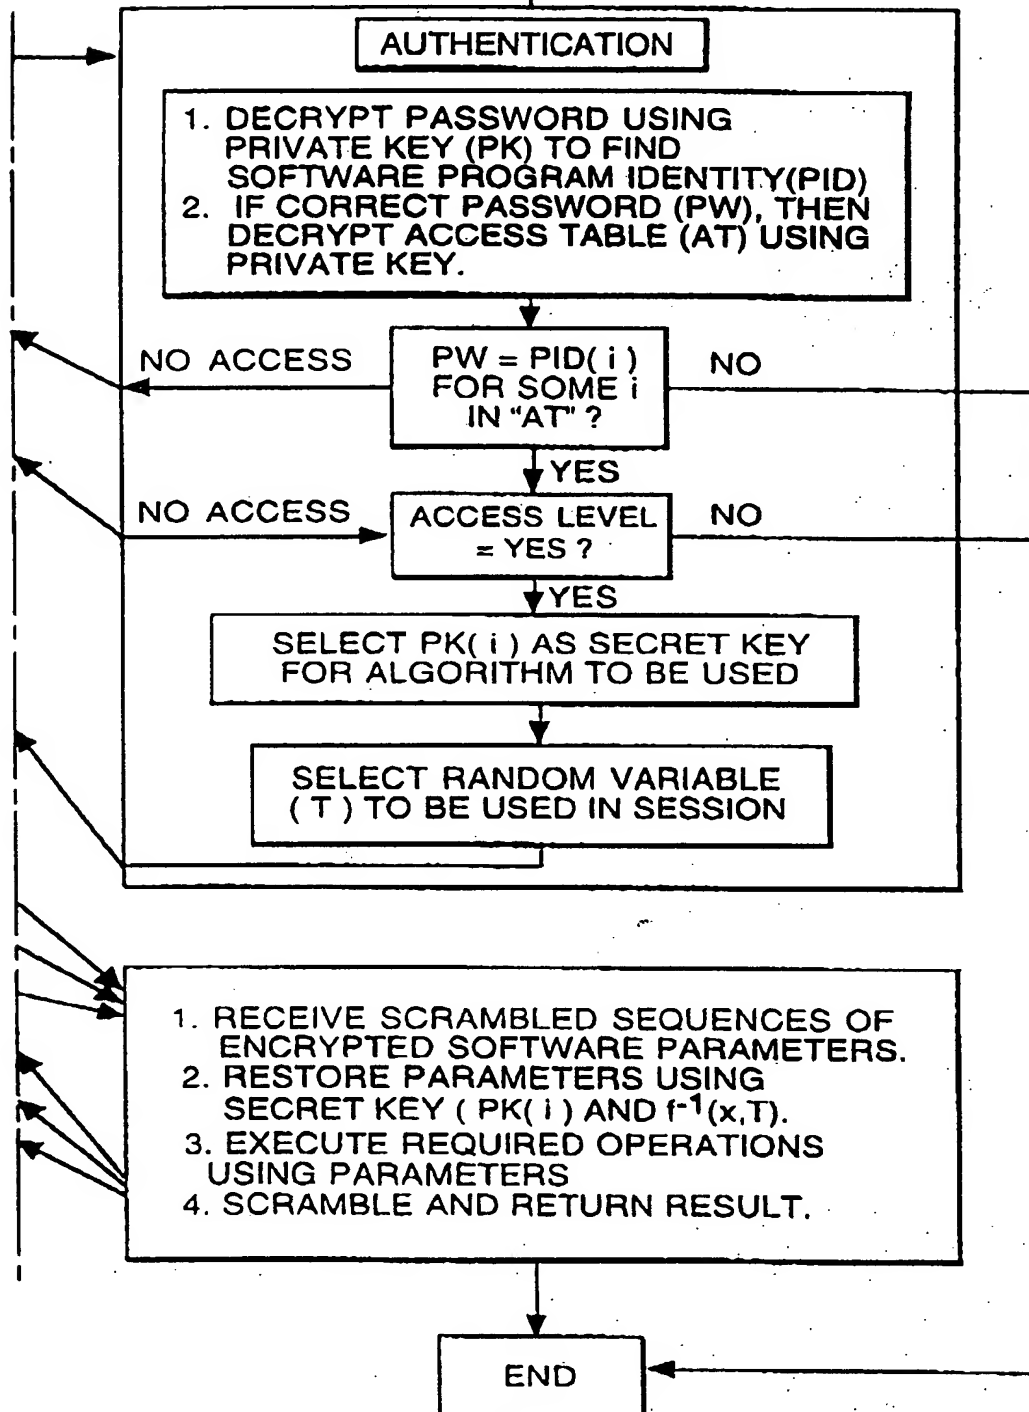 AUTHENTICATION
1. DECRYPT PASSWORD USING
PRIVATE KEY (PK) TO FIND
SOFTWARE PROGRAM IDENTITY(PID)
2. IF CORRECT PASSWORD (PW), THEN
DECRYPT ACCESS TABLE (AT) USING
PRIVATE KEY.
NO ACCESS
PW = PID( i )
FOR SOME i
IN "AT" ?
NO
YES
NO ACCESS
ACCESS LEVEL
= YES ?
NO
YES
SELECT PK( i ) AS SECRET KEY
FOR ALGORITHM TO BE USED
SELECT RANDOM VARIABLE
( T ) TO BE USED IN SESSION
1. RECEIVE SCRAMBLED SEQUENCES OF
ENCRYPTED SOFTWARE PARAMETERS.
2. RESTORE PARAMETERS USING
SECRET KEY ( PK( i ) AND f⁻¹(x,T).
3. EXECUTE REQUIRED OPERATIONS
USING PARAMETERS
4. SCRAMBLE AND RETURN RESULT.
END